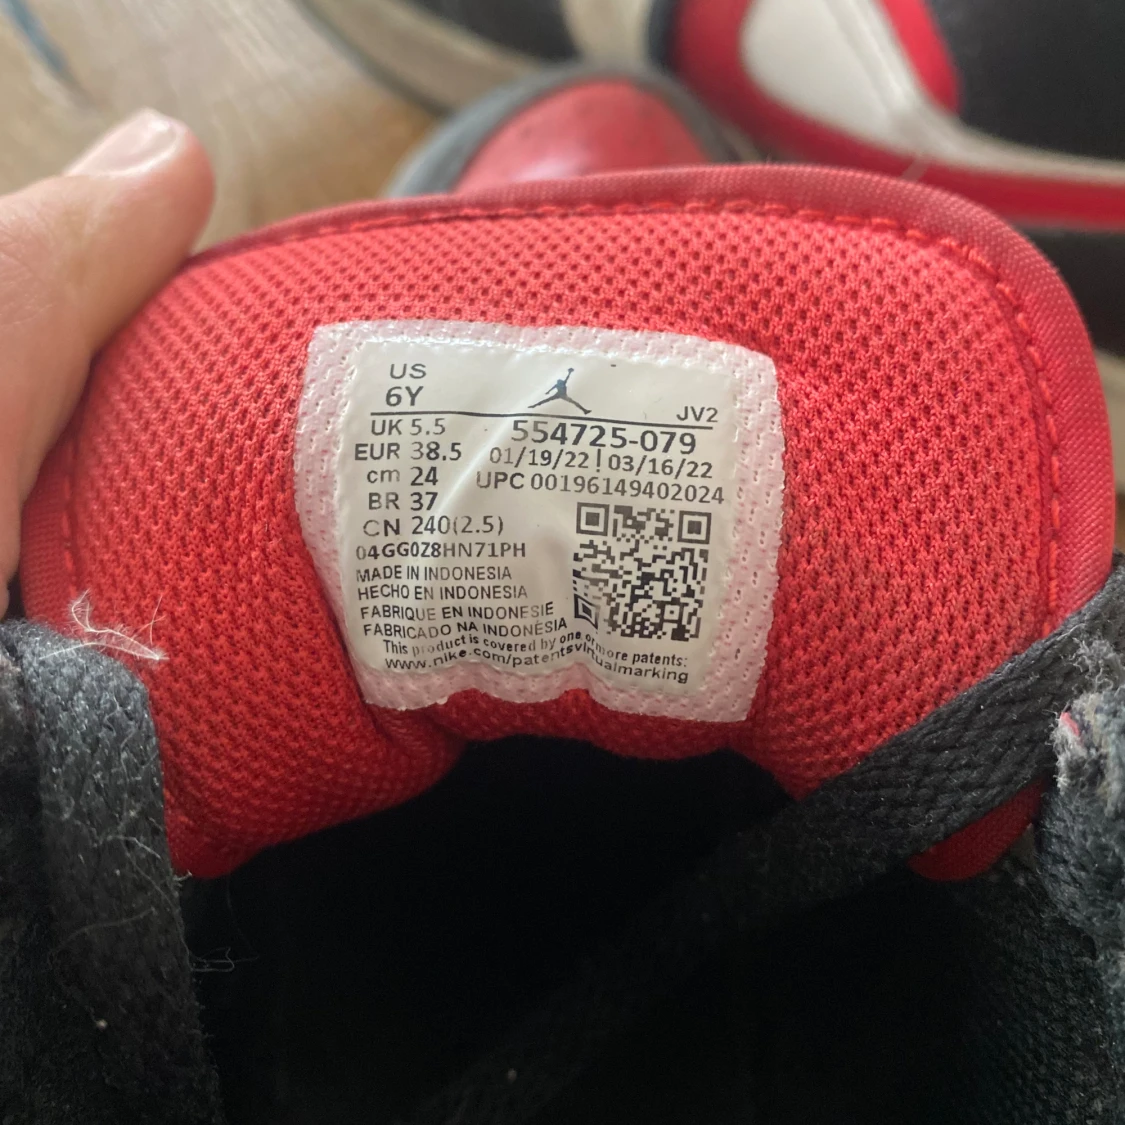 US
6Y
JV2
UK 5.5
554725-079
EUR 38.5
01/19/22 | 03/16/22
cm 24
UPC 00196149402024
BR 37
CN 240(2.5)
04GG0Z8HN71PH
MADE IN INDONESIA
HECHO EN INDONESIA
FABRIQUE EN INDONESIE
FABRICADO NA INDONÉSIA
This product is covered by one or more patents:
www.nike.com/patentsvirtualmarking